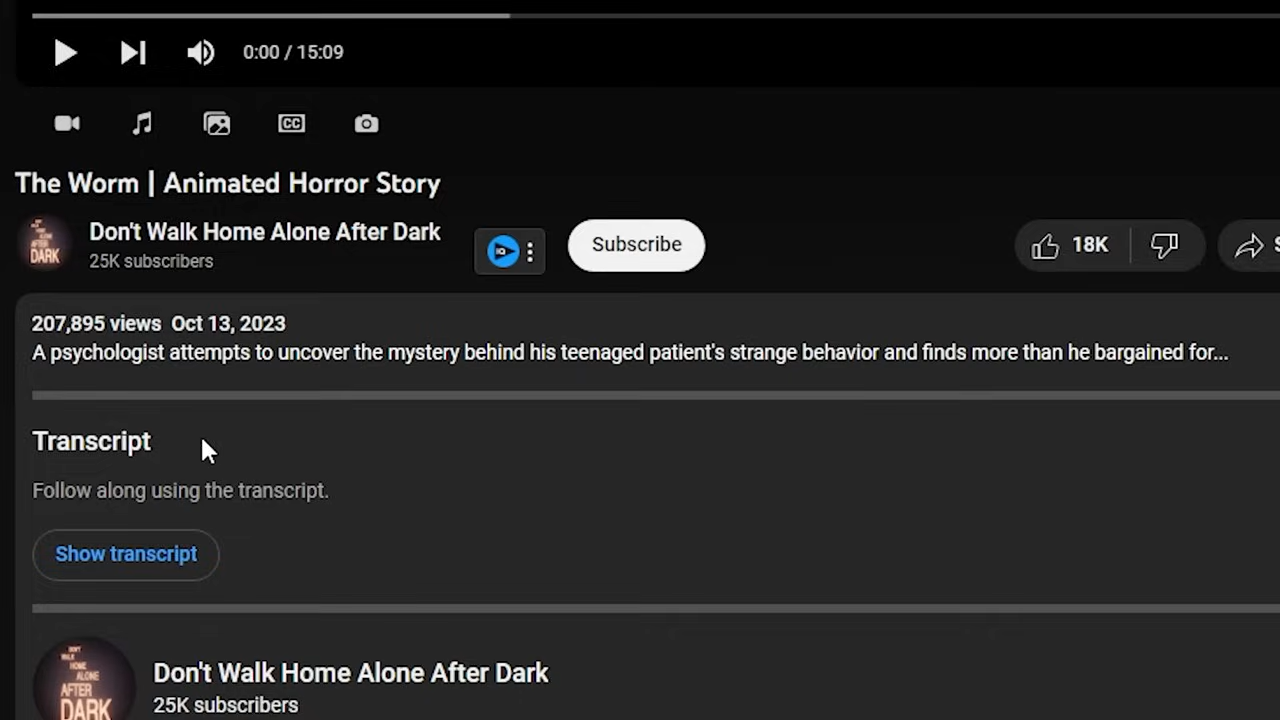 0:00 / 15:09
CC
The Worm | Animated Horror Story
Don't Walk Home Alone After Dark
25K subscribers
Subscribe
18K
S
207,895 views Oct 13, 2023
A psychologist attempts to uncover the mystery behind his teenaged patient's strange behavior and finds more than he bargained for...
Transcript
Follow along using the transcript.
Show transcript
DON'T
WALK
HOME
ALONE
AFTER
DARK
Don't Walk Home Alone After Dark
25K subscribers